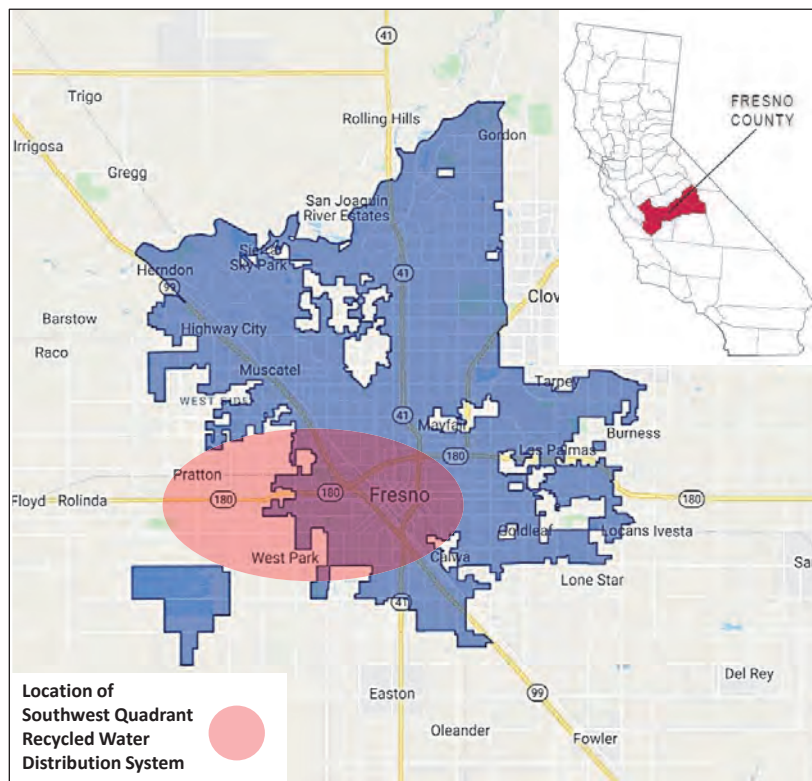 41
Trigo
Rolling Hills
Gordon
Irrigosa
Gregg
FRESNO
COUNTY
San Joaquin
River Estates
Sierra
Sky Park
41
Herndon
99
Clov
Barstow
Highway City
Raco
Muscatel
Tarpey
WEST SIDE
41
Mayfair
Burness
180
Las Palmas
Pratton
Floyd
Rolinda
180
180
Fresno
180
Goldleaf
Locans Ivesta
West Park
Calwa
Sa
Lone Star
41
Del Rey
Easton
99
Oleander
Fowler
Location of
Southwest Quadrant
Recycled Water
Distribution System